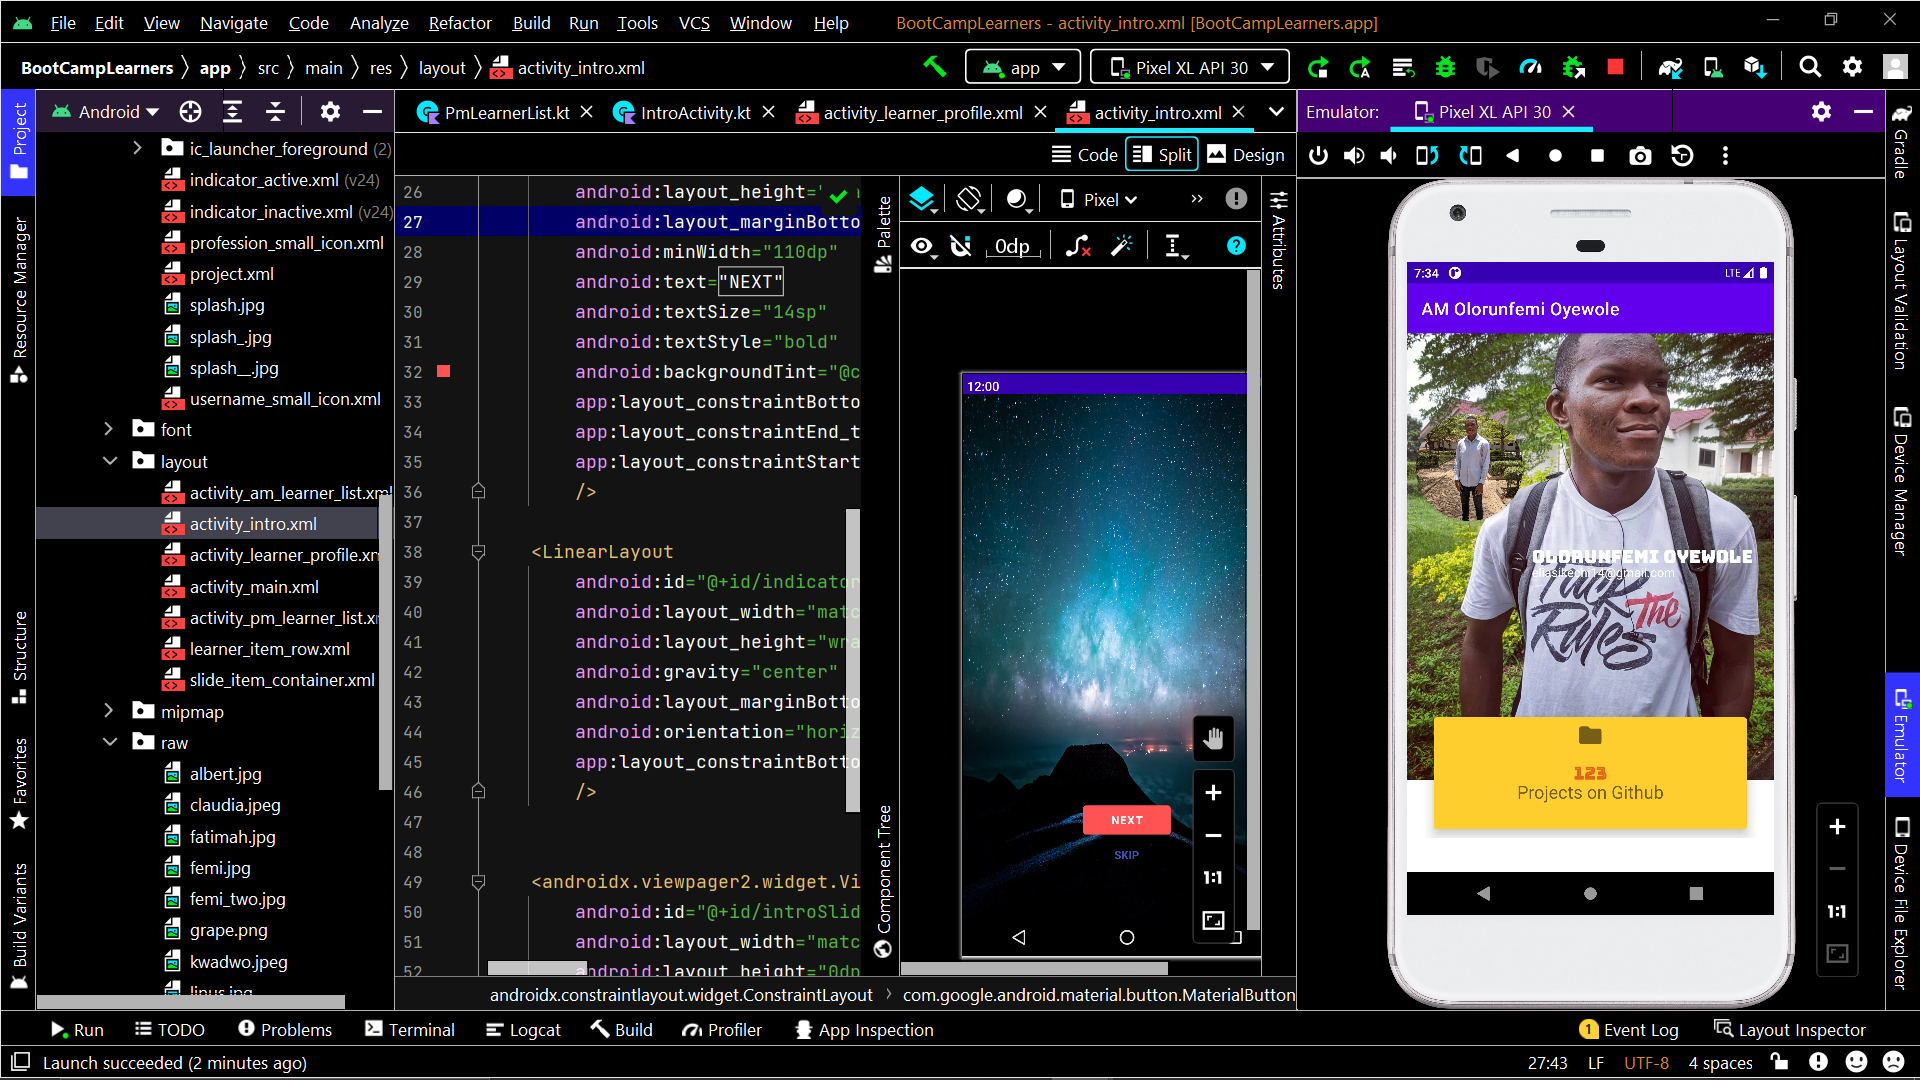 File Edit View Navigate Code Analyze Refactor Build Run Tools VCS Window Help BootCampLearners - activity_intro.xml [BootCampLearners.app]
BootCampLearners app src main res layout activity_intro.xml app Pixel XL API 30
Project
Resource Manager
Structure
Favorites
Build Variants
Android
ic_launcher_foreground (2)
indicator_active.xml (v24)
indicator_inactive.xml (v24)
profession_small_icon.xml
project.xml
splash.jpg
splash_.jpg
splash__.jpg
username_small_icon.xml
font
layout
activity_am_learner_list.xml
activity_intro.xml
activity_learner_profile.xm
activity_main.xml
activity_pm_learner_list.xm
learner_item_row.xml
slide_item_container.xml
mipmap
raw
albert.jpg
claudia.jpeg
fatimah.jpg
femi.jpg
femi_two.jpg
grape.png
kwadwo.jpeg
linus.jpg
PmLearnerList.kt IntroActivity.kt activity_learner_profile.xml activity_intro.xml
Code Split Design
26 android:layout_height="
27 android:layout_marginBotto
28 android:minWidth="110dp"
29 android:text="NEXT"
30 android:textSize="14sp"
31 android:textStyle="bold"
32 android:backgroundTint="@c
33 app:layout_constraintBotto
34 app:layout_constraintEnd_t
35 app:layout_constraintStart
36 />
37
38 <LinearLayout
39 android:id="@+id/indicator
40 android:layout_width="matc
41 android:layout_height="wra
42 android:gravity="center"
43 android:layout_marginBotto
44 android:orientation="horiz
45 app:layout_constraintBotto
46 />
47
48
49 <androidx.viewpager2.widget.Vi
50 android:id="@+id/introSlid
51 android:layout_width="matc
52 android:layout_height="0dp
androidx.constraintlayout.widget.ConstraintLayout com.google.android.material.button.MaterialButton
Palette
Component Tree
Pixel
0dp
Attributes
12:00
NEXT
SKIP
1:1
Emulator: Pixel XL API 30
7:34 LTE
AM Olorunfemi Oyewole
OLORUNFEMI OYEWOLE
eliasikechi14@gmail.com
The
Rules
123
Projects on Github
1:1
Gradle
Layout Validation
Device Manager
Emulator
Device File Explorer
Run TODO Problems Terminal Logcat Build Profiler App Inspection 1 Event Log Layout Inspector
Launch succeeded (2 minutes ago) 27:43 LF UTF-8 4 spaces